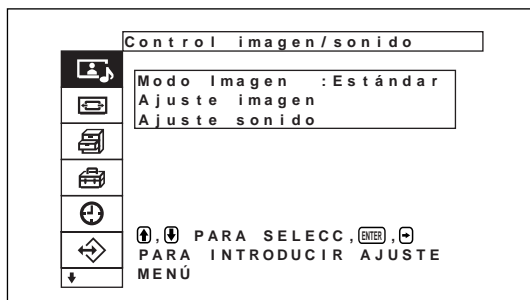 Control imagen/sonido
Modo Imagen :Estándar
Ajuste imagen
Ajuste sonido
↑,↓ PARA SELECC,ENTER,→
PARA INTRODUCIR AJUSTE
MENÚ